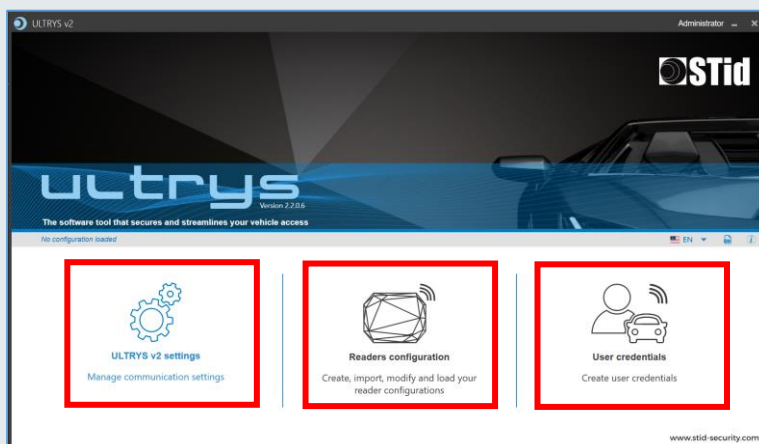 ULTRYS v2
Administrator
STid
ultrys
Version 2.2.0.6
The software tool that secures and streamlines your vehicle access
No configuration loaded
EN
ULTRYS v2 settings
Manage communication settings
Readers configuration
Create, import, modify and load your
reader configurations
User credentials
Create user credentials
www.stid-security.com